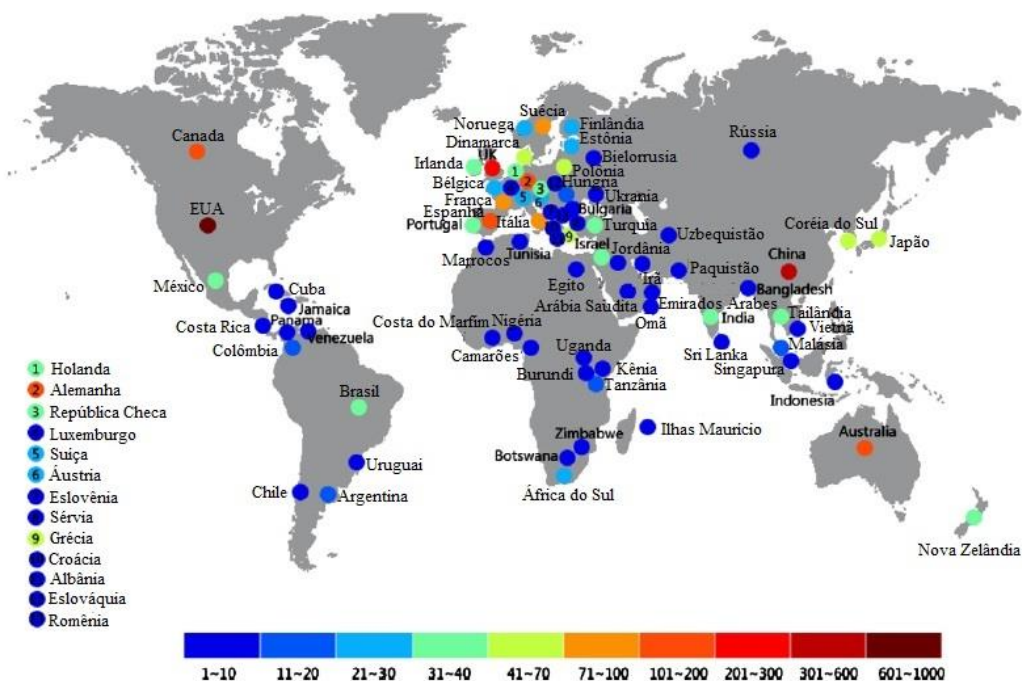 Suécia
Noruega
Finlândia
Estônia
Dinamarca
Canada
Rússia
UK
Irlanda
1
Bielorrusia
Polônia
Bélgica
2
3
Hungria
França
5
6
Ukrania
EUA
Espanha
Itália
Bulgaria
Portugal
Turquia
9
Coréia do Sul
Japão
Marrocos
Tunisia
Israel
Jordânia
Uzbequistão
China
México
Cuba
Egito
Irã
Paquistão
Bangladesh
Jamaica
Arábia Saudita
Emirados Arabes
Omã
India
Tailândia
Costa Rica
Panama
Venezuela
Costa do Marfim
Nigéria
Vietnã
Colômbia
Camarões
Uganda
Sri Lanka
Malásia
Singapura
Burundi
Kênia
Tanzânia
Indonesia
Brasil
Zimbabwe
Ilhas Mauricio
Botswana
Australia
Uruguai
Chile
Argentina
África do Sul
Nova Zelândia
1 Holanda
2 Alemanha
3 República Checa
Luxemburgo
5 Suiça
6 Áustria
Eslovênia
Sérvia
9 Grécia
Croácia
Albânia
Eslováquia
Romênia
1~10 11~20 21~30 31~40 41~70 71~100 101~200 201~300 301~600 601~1000